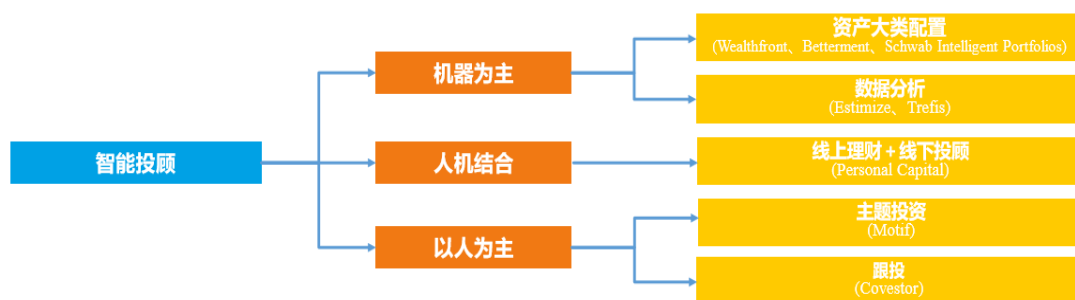 智能投顾
机器为主
资产大类配置
(Wealthfront、Betterment、Schwab Intelligent Portfolios)
数据分析
(Estimize、Trefis)
人机结合
线上理财+线下投顾
(Personal Capital)
以人为主
主题投资
(Motif)
跟投
(Covestor)